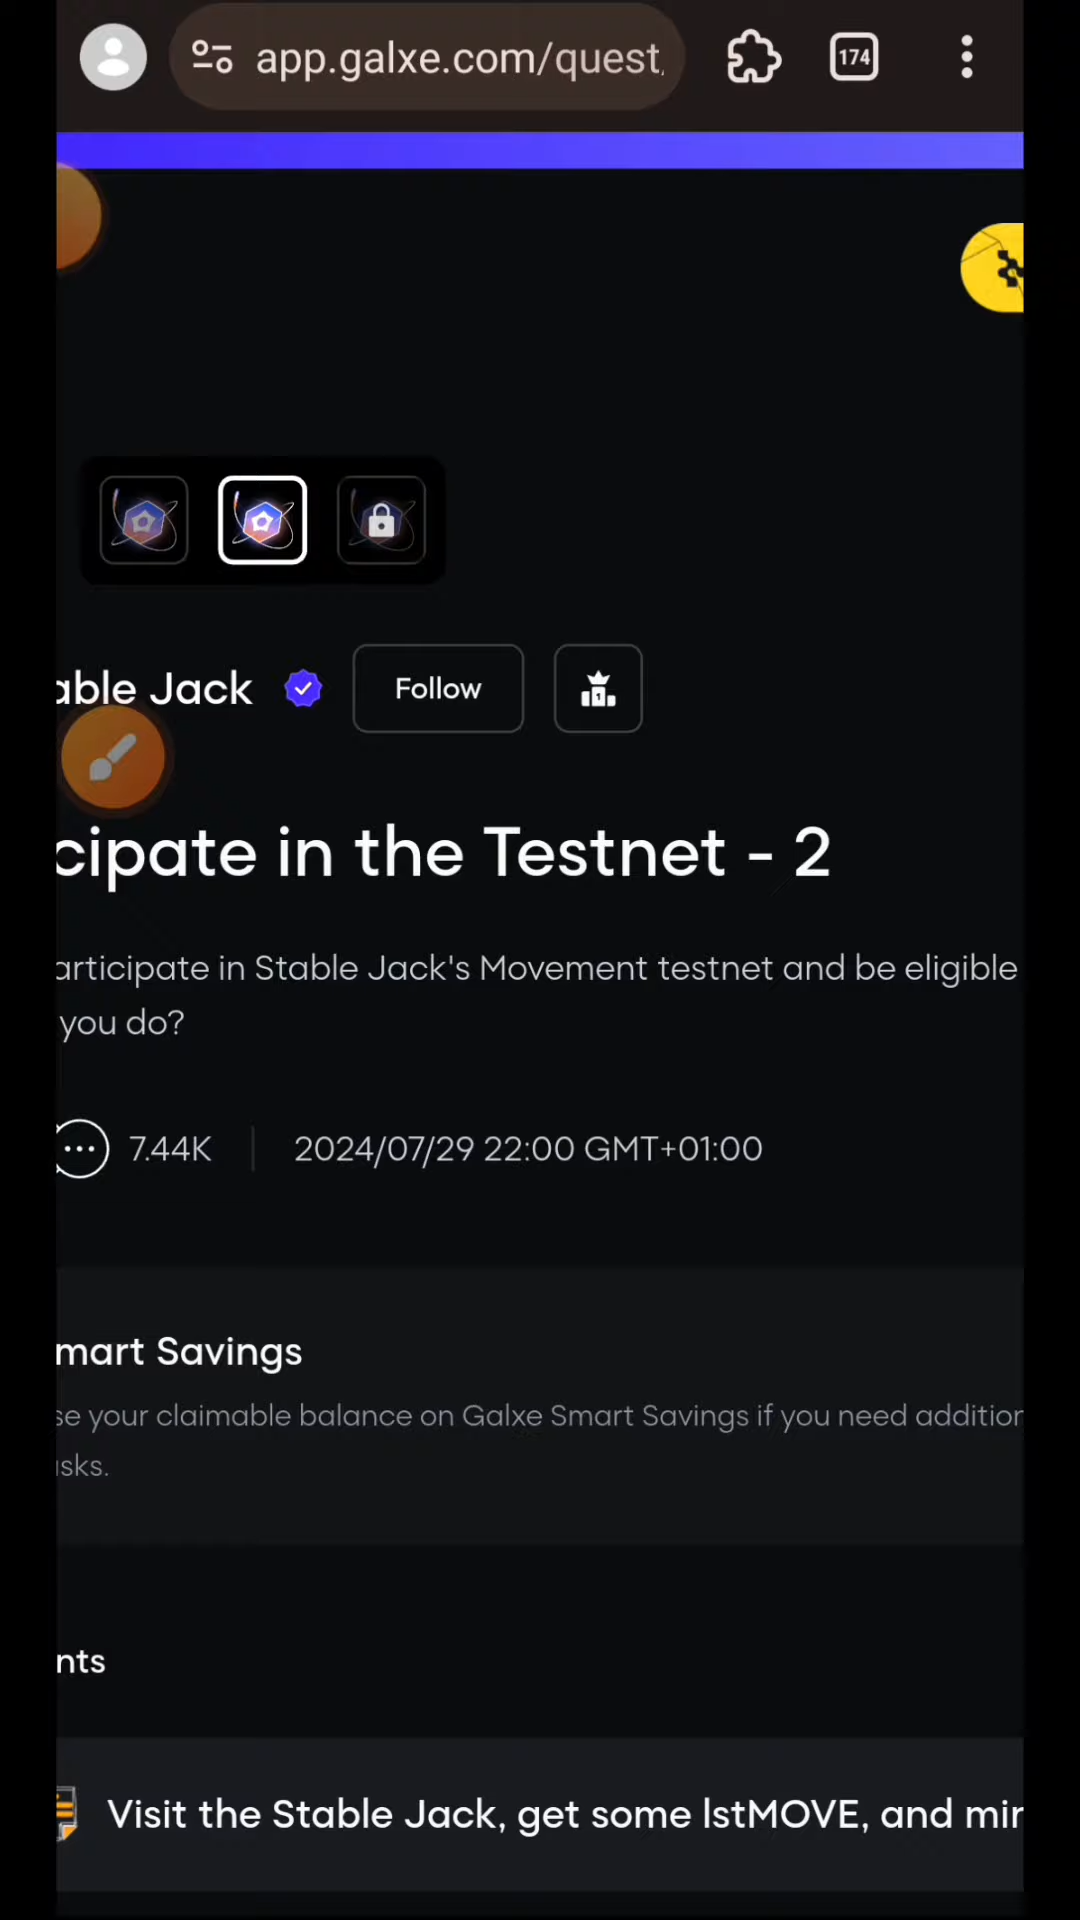 app.galxe.com/quest
174
able Jack
Follow
1
cipate in the Testnet - 2
articipate in Stable Jack's Movement testnet and be eligible
you do?
7.44K
2024/07/29 22:00 GMT+01:00
mart Savings
se your claimable balance on Galxe Smart Savings if you need addition
sks.
nts
Visit the Stable Jack, get some lstMOVE, and mir